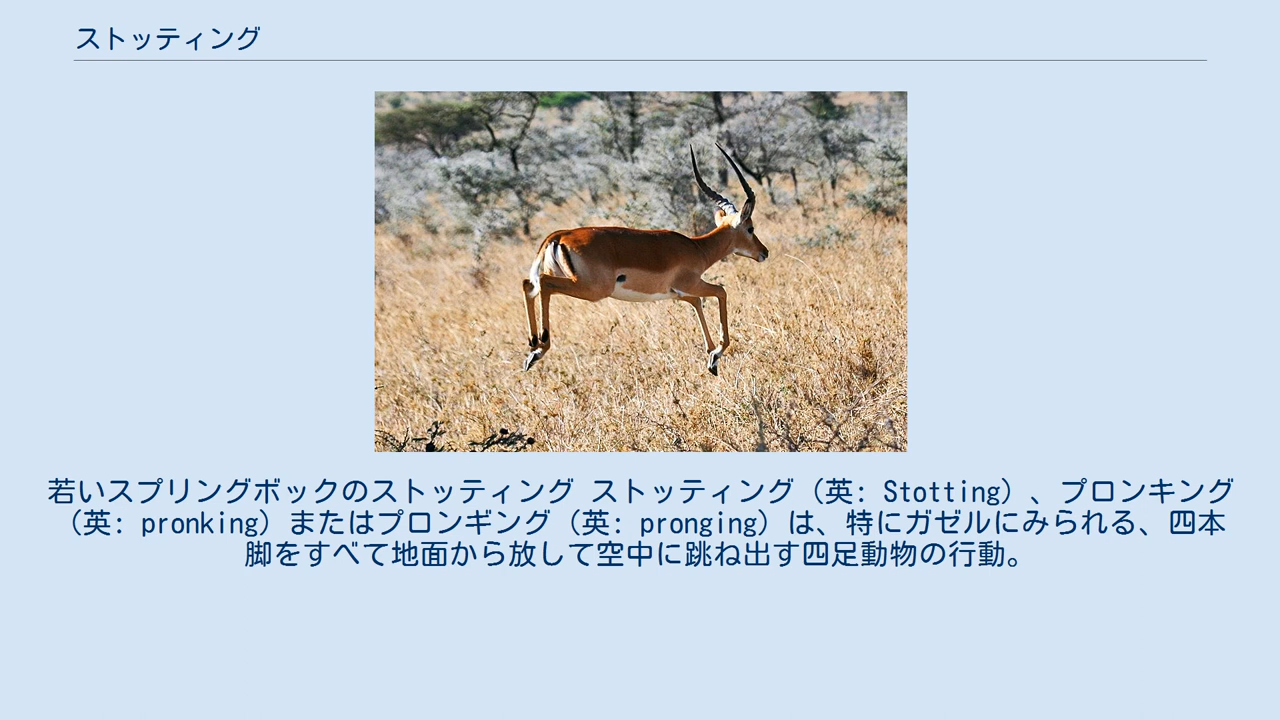 ストッティング
若いスプリングボックのストッティング ストッティング（英: Stotting）、プロンキング
（英: pronking）またはプロンギング（英: pronging）は、特にガゼルにみられる、四本
脚をすべて地面から放して空中に跳ね出す四足動物の行動。